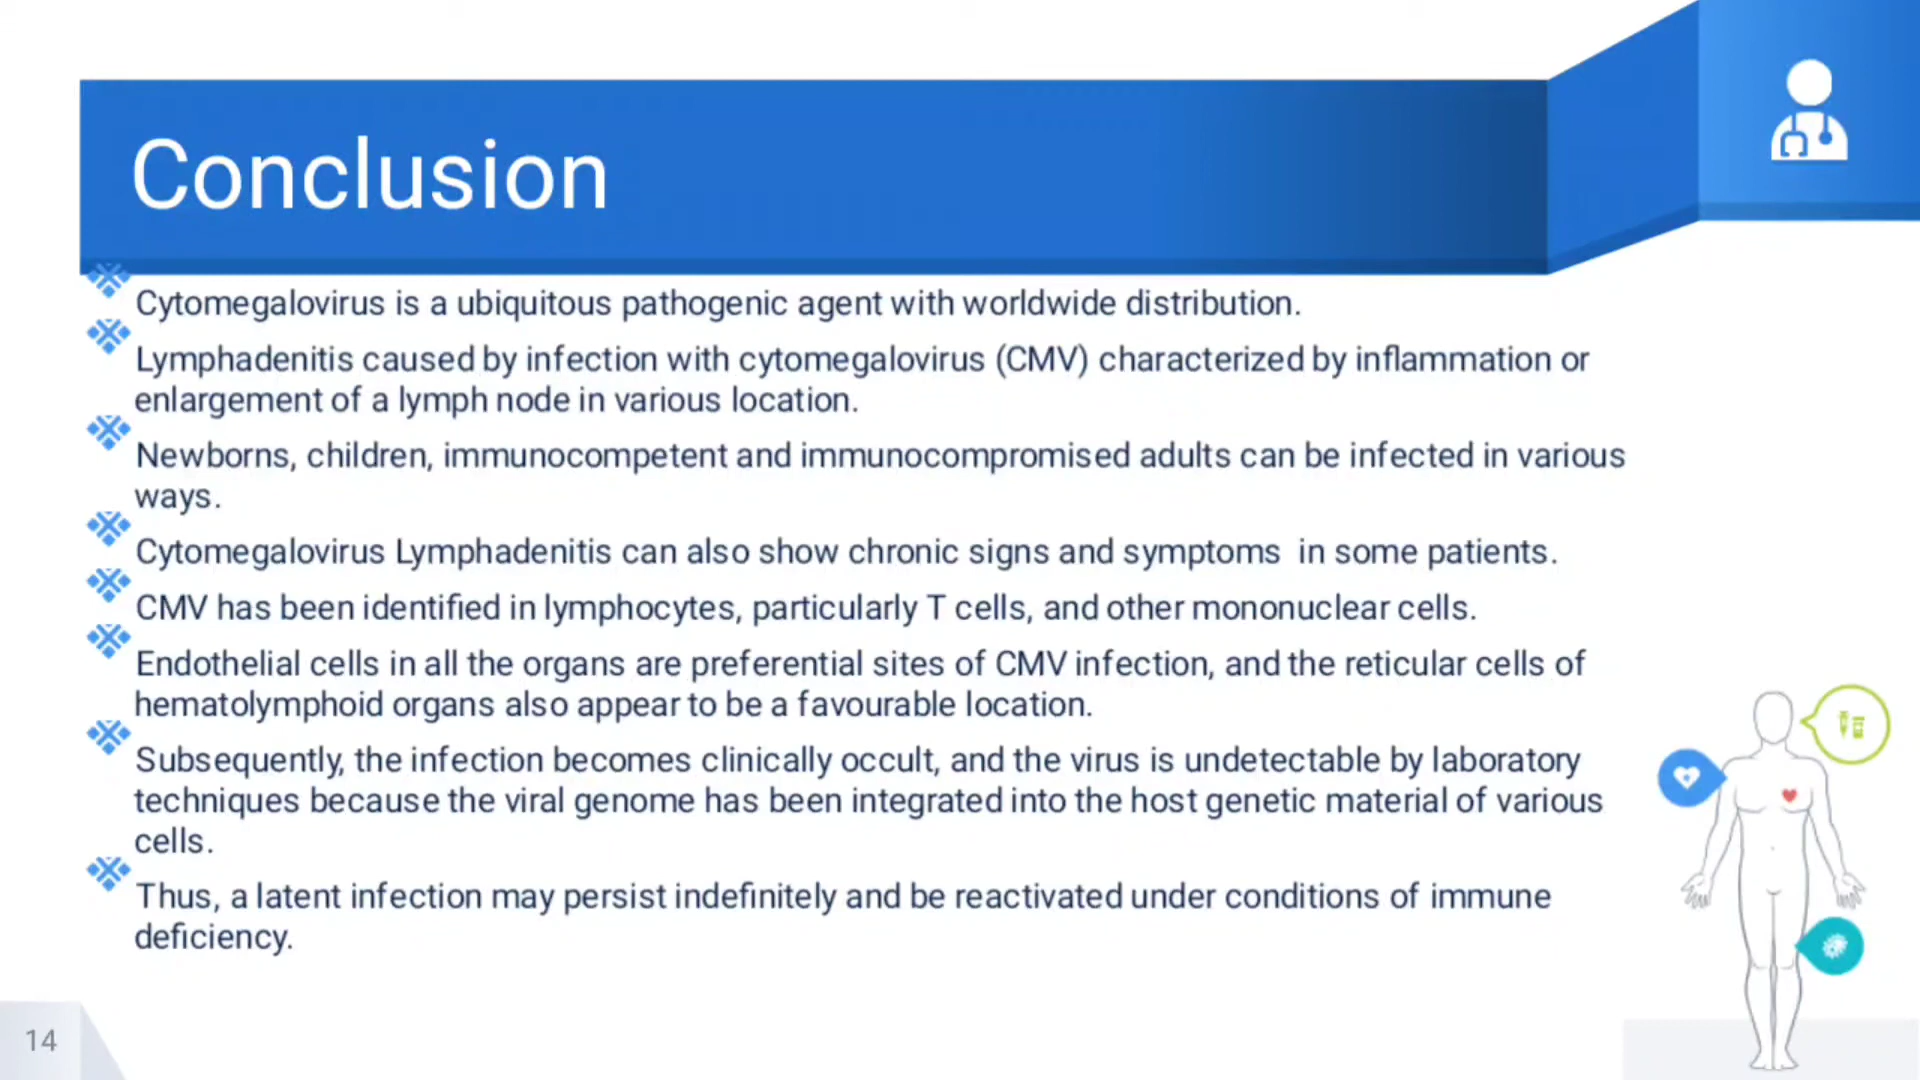 Conclusion
Cytomegalovirus is a ubiquitous pathogenic agent with worldwide distribution.
Lymphadenitis caused by infection with cytomegalovirus (CMV) characterized by inflammation or
enlargement of a lymph node in various location.
Newborns, children, immunocompetent and immunocompromised adults can be infected in various
ways.
Cytomegalovirus Lymphadenitis can also show chronic signs and symptoms  in some patients.
CMV has been identified in lymphocytes, particularly T cells, and other mononuclear cells.
Endothelial cells in all the organs are preferential sites of CMV infection, and the reticular cells of
hematolymphoid organs also appear to be a favourable location.
Subsequently, the infection becomes clinically occult, and the virus is undetectable by laboratory
techniques because the viral genome has been integrated into the host genetic material of various
cells.
Thus, a latent infection may persist indefinitely and be reactivated under conditions of immune
deficiency.
14